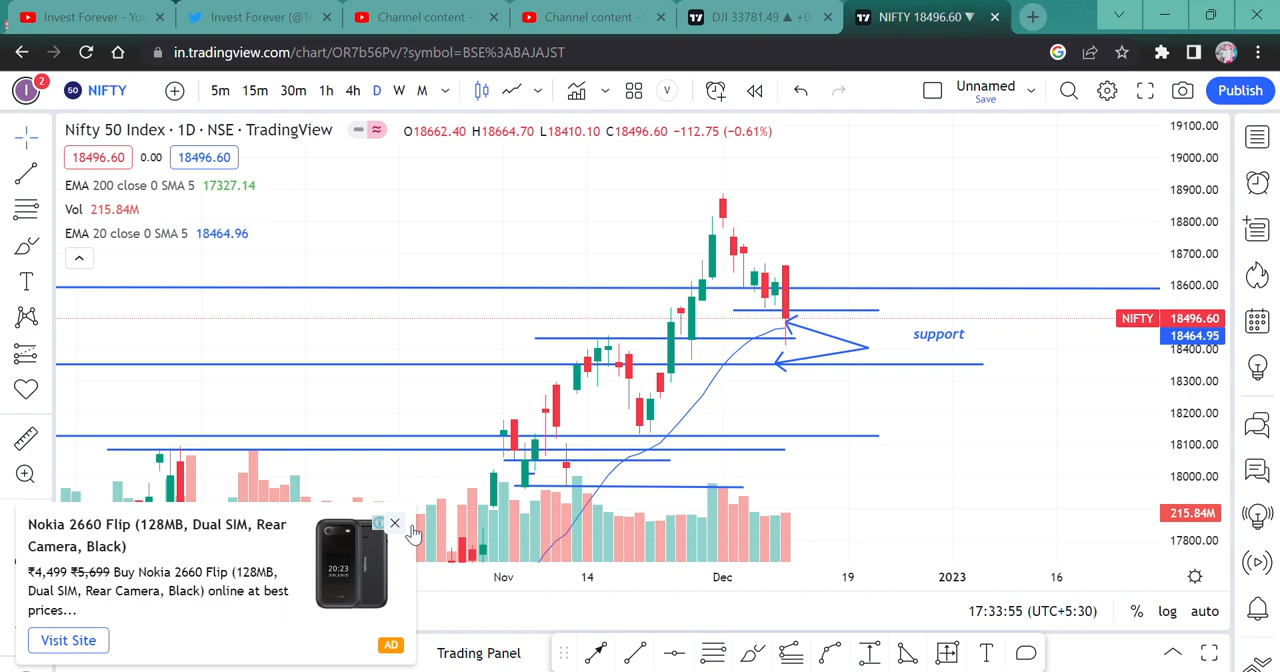 Invest Forever - Yo
Invest Forever (@T
Channel content -
Channel content -
DJI 33781.49 ▲ +0.
NIFTY 18496.60 ▼
in.tradingview.com/chart/OR7b56Pv/?symbol=BSE%3ABAJAJST
I 2
50 NIFTY
5m 15m 30m 1h 4h D W M
V
Unnamed
Save
Publish
Nifty 50 Index · 1D · NSE · TradingView
O18662.40 H18664.70 L18410.10 C18496.60 −112.75 (−0.61%)
18496.60 0.00 18496.60
EMA 200 close 0 SMA 5 17327.14
Vol 215.84M
EMA 20 close 0 SMA 5 18464.96
19100.00
19000.00
18900.00
18800.00
18700.00
18600.00
NIFTY 18496.60
18464.95
18400.00
18300.00
18200.00
18100.00
18000.00
215.84M
17800.00
support
Nov 14 Dec 19 2023 16
Nokia 2660 Flip (128MB, Dual SIM, Rear
Camera, Black)
₹4,499 ₹5,699 Buy Nokia 2660 Flip (128MB,
Dual SIM, Rear Camera, Black) online at best
prices...
Visit Site
AD
20:23
17:33:55 (UTC+5:30) % log auto
Trading Panel
T